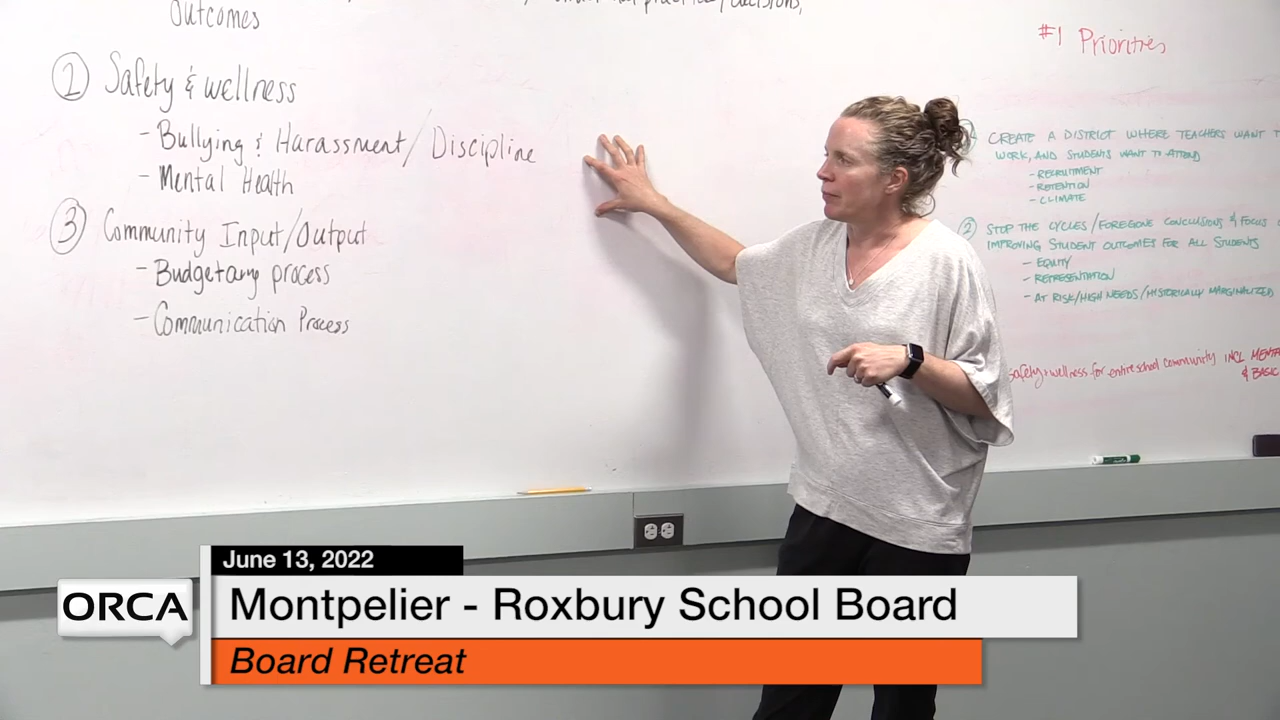 Outcomes
② Safety & wellness
- Bullying & Harassment/Discipline
- Mental Health
③ Community Input/Output
- Budgetary process
- Communication Process
#1 Priorities
CREATE A DISTRICT WHERE TEACHERS WANT
WORK, AND STUDENTS WANT TO ATTEND
- RECRUITMENT
- RETENTION
- CLIMATE
② STOP THE CYCLES/FOREGONE CONCLUSIONS & FOCUS
IMPROVING STUDENT OUTCOMES FOR ALL STUDENTS
- EQUITY
- REPRESENTATION
- AT RISK/HIGH NEEDS/HISTORICALLY MARGINALIZED
safety + wellness for entire school community INCL
& BASIC
June 13, 2022
ORCA
Montpelier - Roxbury School Board
Board Retreat